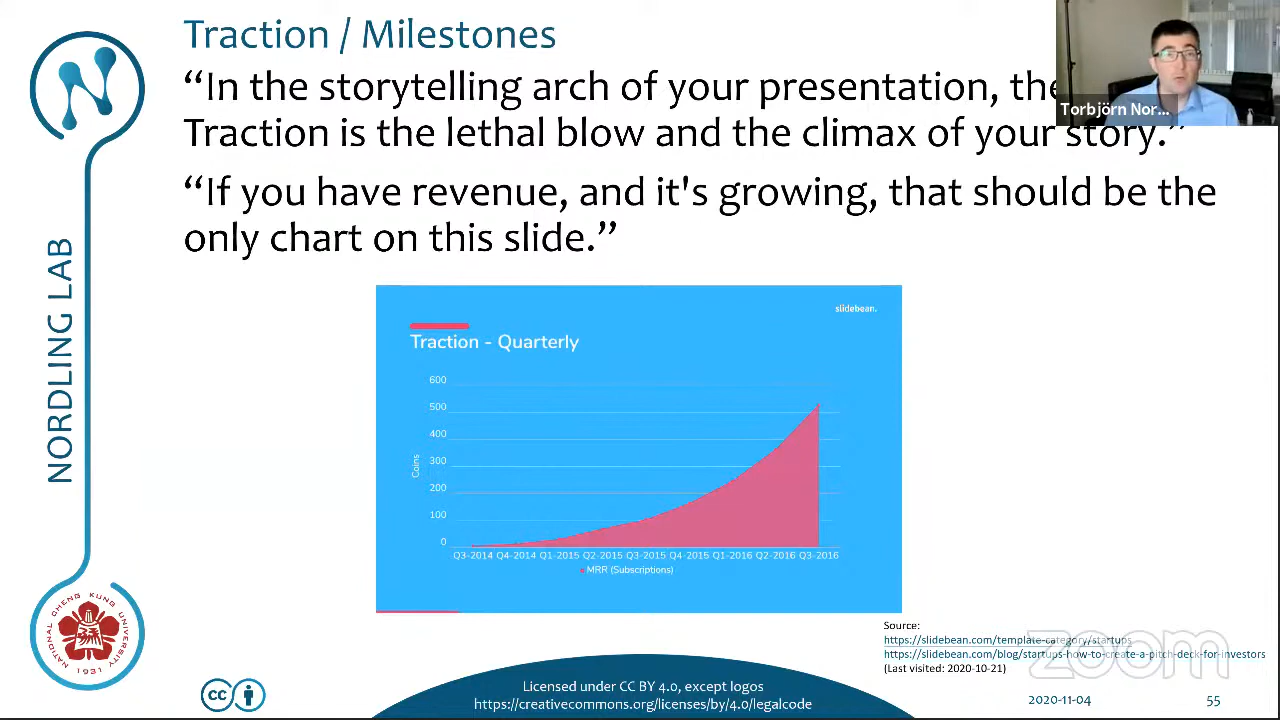 Traction / Milestones
“In the storytelling arch of your presentation, the
Traction is the lethal blow and the climax of your story.”
“If you have revenue, and it's growing, that should be the
only chart on this slide.”
Torbjörn Nor...
NORDLING LAB
slidebean.
Traction - Quarterly
600
500
400
300
200
100
0
Coins
Q3-2014 Q4-2014 Q1-2015 Q2-2015 Q3-2015 Q4-2015 Q1-2016 Q2-2016 Q3-2016
MRR (Subscriptions)
Source:
https://slidebean.com/template-category/startups
https://slidebean.com/blog/startups-how-to-create-a-pitch-deck-for-investors
(Last visited: 2020-10-21)
zoom
NATIONAL CHENG KUNG UNIVERSITY
1931
cc
Licensed under CC BY 4.0, except logos
https://creativecommons.org/licenses/by/4.0/legalcode
2020-11-04
55